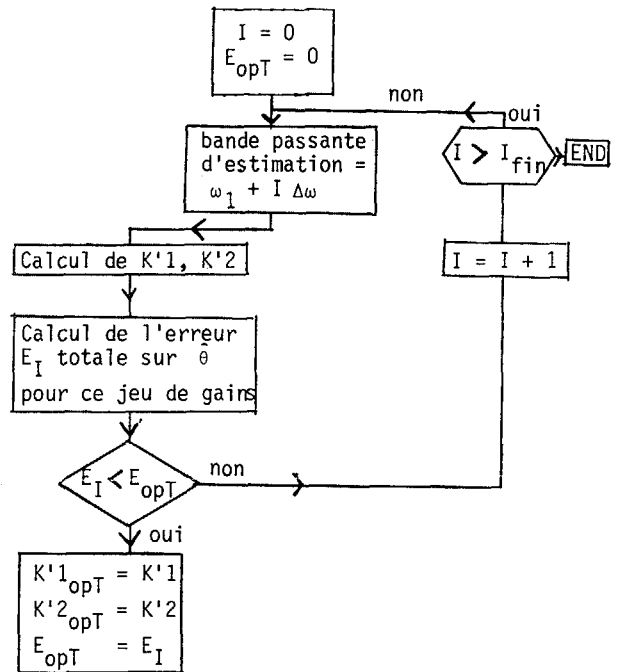 I = 0
E_opT = 0
non
oui
bande passante
d'estimation =
ω_1 + I Δω
I > I_fin
END
Calcul de K'1, K'2
I = I + 1
Calcul de l'erreur
E_I totale sur θ̂
pour ce jeu de gains
E_I < E_opT
non
oui
K'1_opT = K'1
K'2_opT = K'2
E_opT = E_I